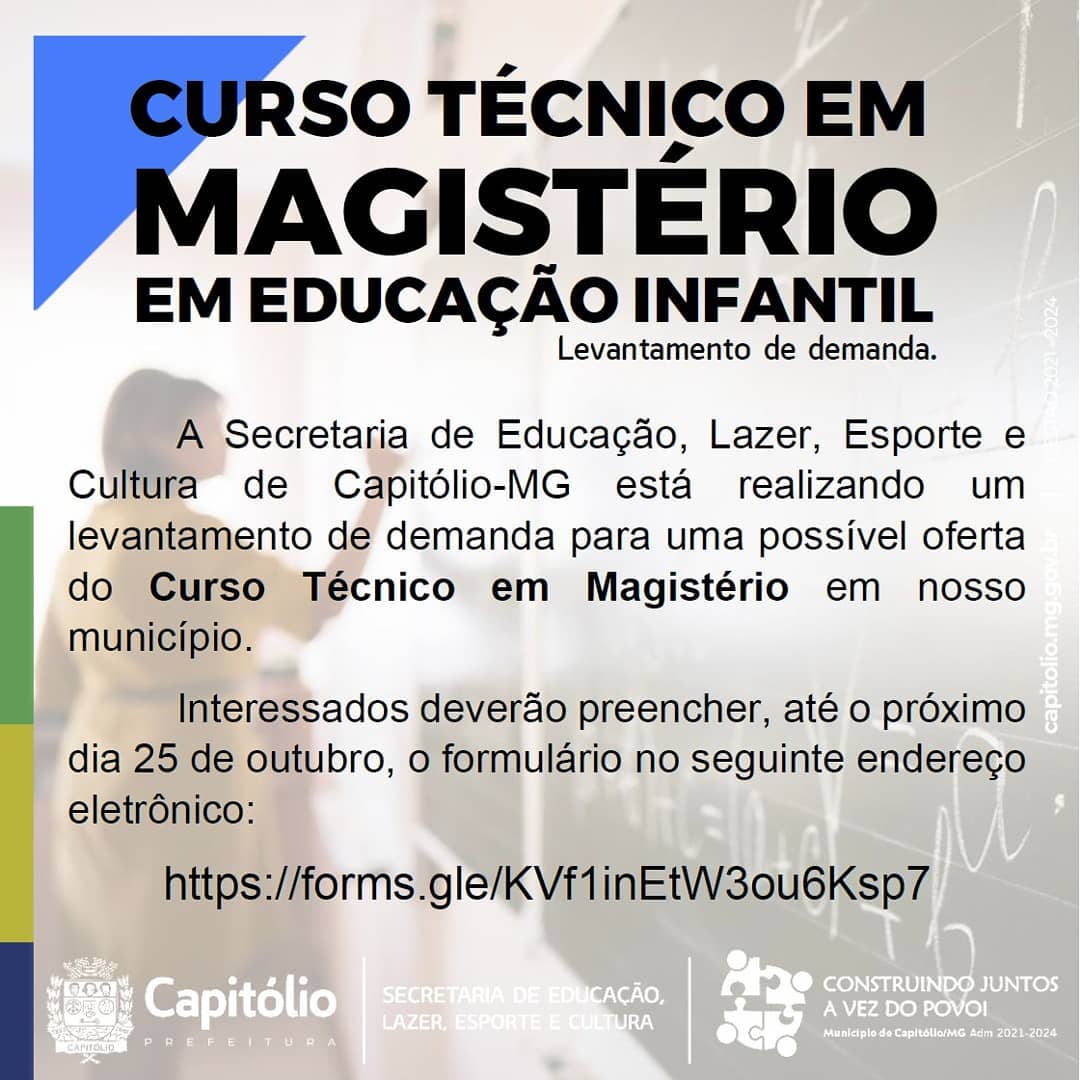 CURSO TÉCNICO EM
MAGISTÉRIO
EM EDUCAÇÃO INFANTIL
Levantamento de demanda.
A Secretaria de Educação, Lazer, Esporte e
Cultura de Capitólio-MG está realizando um
levantamento de demanda para uma possível oferta
do Curso Técnico em Magistério em nosso
município.
Interessados deverão preencher, até o próximo
dia 25 de outubro, o formulário no seguinte endereço
eletrônico:
https://forms.gle/KVf1inEtW3ou6Ksp7
capitolio.mg.gov.br | 2021-2024
CAPITÓLIO
Capitólio
PREFEITURA
SECRETARIA DE EDUCAÇÃO,
LAZER, ESPORTE E CULTURA
CONSTRUINDO JUNTOS
A VEZ DO POVO!
Município de Capitólio/MG Adm 2021-2024